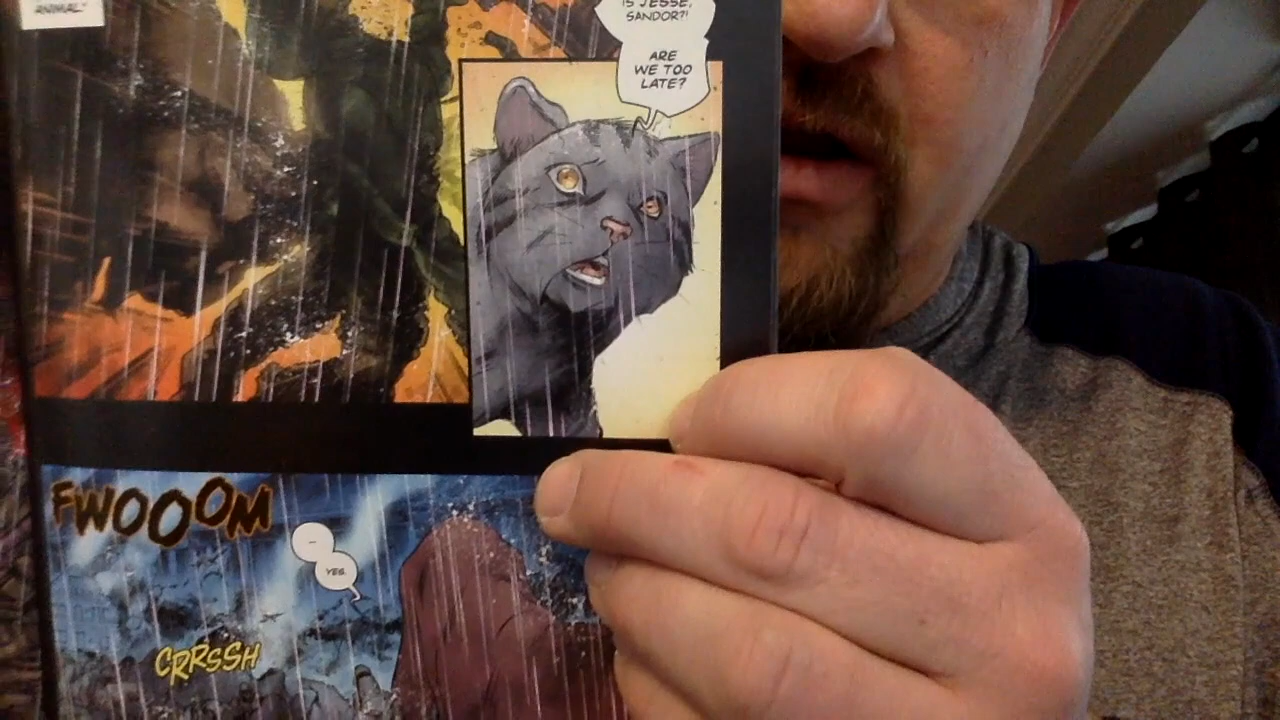 ANIMAL"
IS JESSE,
SANDOR?!
ARE
WE TOO
LATE?
FWOOOM
-
YES.
CRRSSH